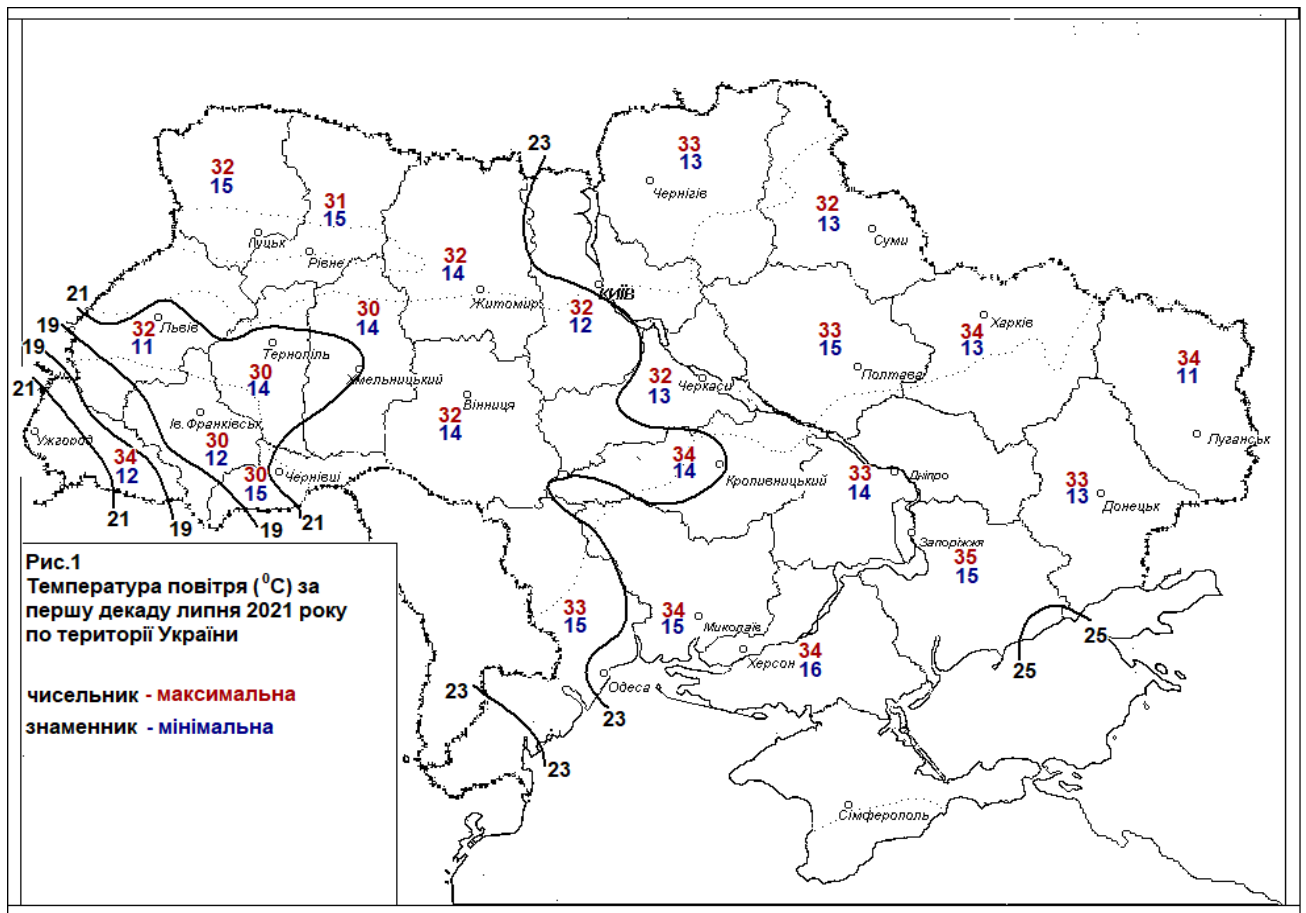 23
33
13
Чернігів
32
15
32
13
Суми
31
15
Луцьк
Рівне
32
14
Житомир
КИЇВ
32
12
21
19
19
21
32
11
Львів
30
14
Тернопіль
30
14
Хмельницький
33
15
Полтава
34
13
Харків
34
11
Луганськ
32
13
Черкаси
Вінниця
32
14
Ужгород
34
12
Ів. Франківськ
30
12
30
15
Чернівці
34
14
Кропивницький
33
14
Дніпро
33
13
Донецьк
21
19
19
21
Запоріжжя
35
15
Рис.1
Температура повітря (⁰С) за
першу декаду липня 2021 року
по території України
чисельник - максимальна
знаменник - мінімальна
33
15
34
15
Миколаїв
Херсон
34
16
25
25
Одеса
23
23
23
Сімферополь